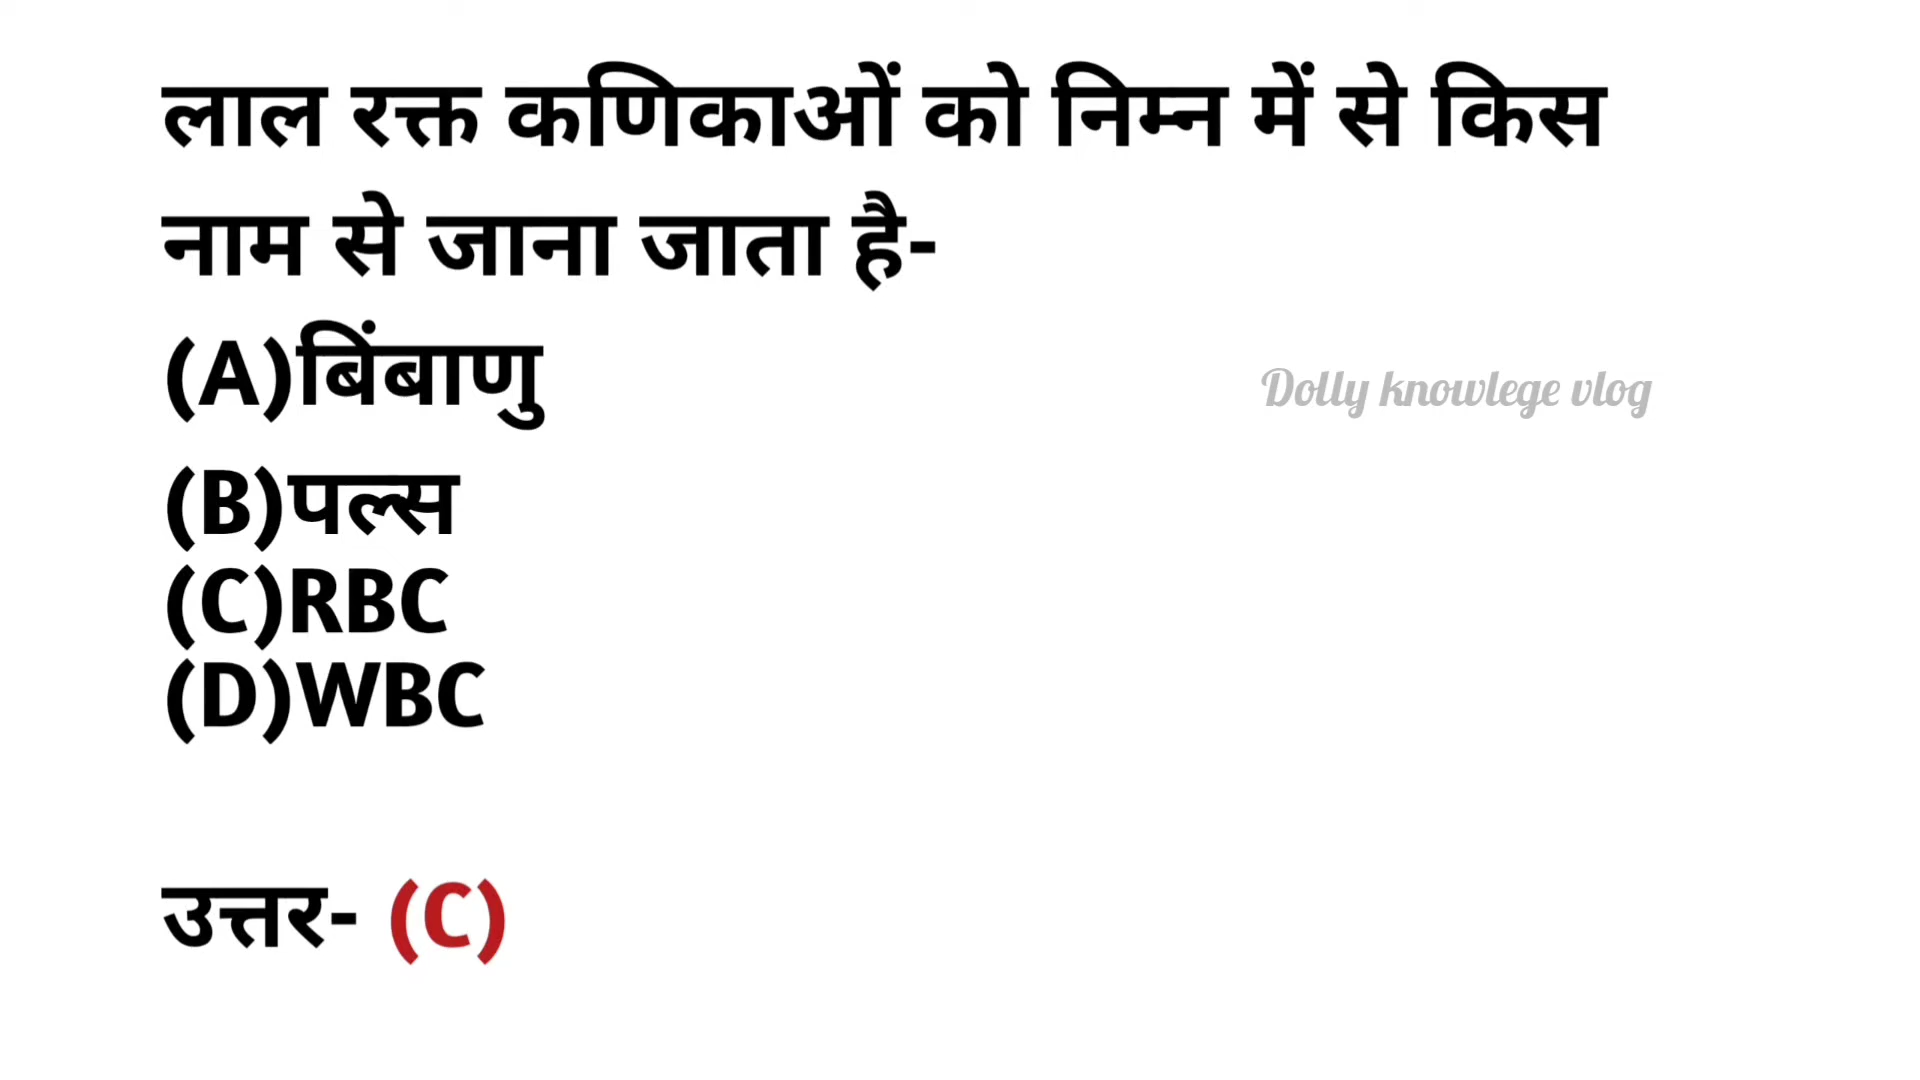 लाल रक्त कणिकाओं को निम्न में से किस
नाम से जाना जाता है-
(A)बिंबाणु
Dolly knowlege vlog
(B)पल्स
(C)RBC
(D)WBC
उत्तर- (C)